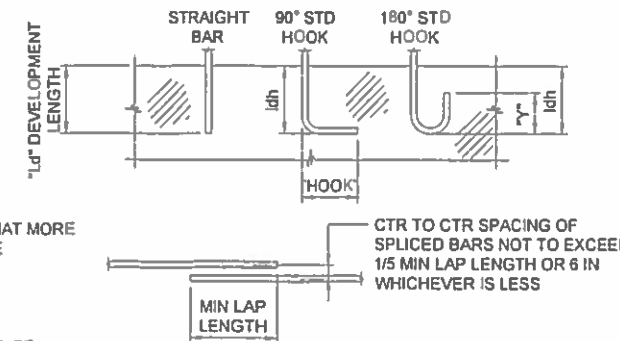 STRAIGHT
BAR
90° STD
HOOK
180° STD
HOOK
"Ld" DEVELOPMENT
LENGTH
ldh
"Y"
ldh
"HOOK"
HAT MORE
CTR TO CTR SPACING OF
SPLICED BARS NOT TO EXCEED
1/5 MIN LAP LENGTH OR 6 IN
WHICHEVER IS LESS
MIN LAP
LENGTH